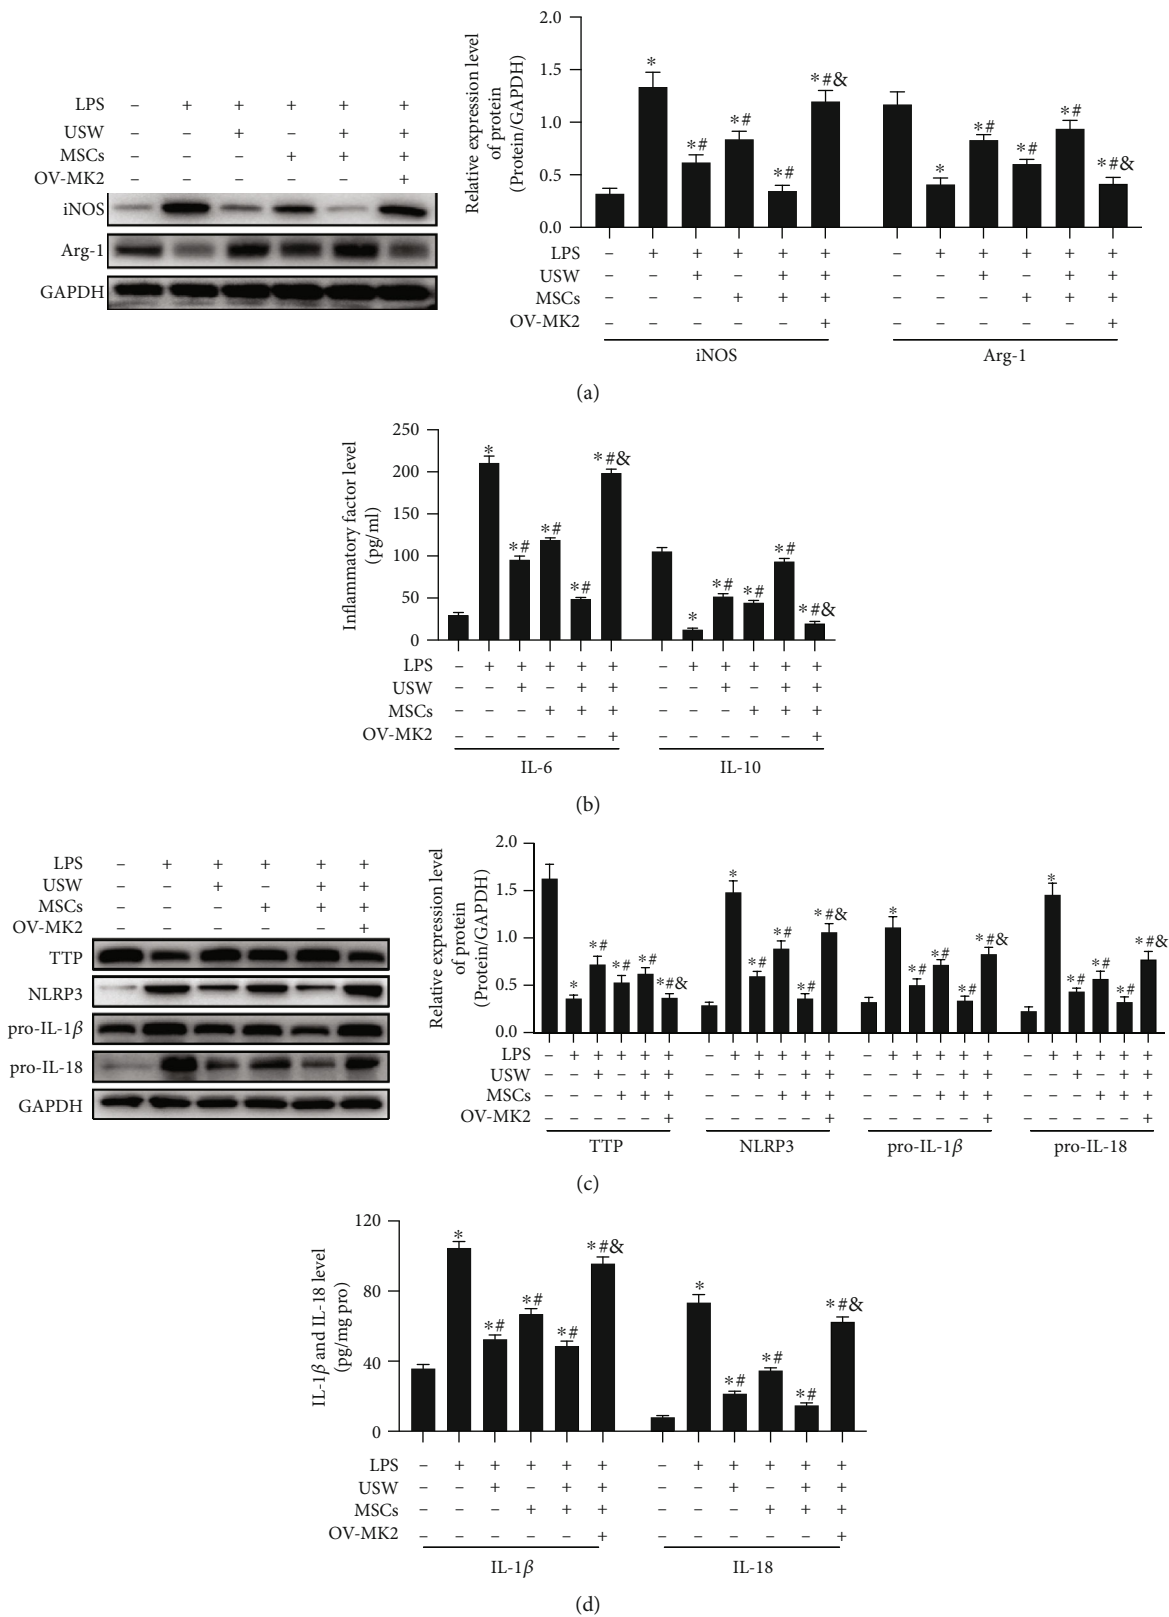 LPS – + + + + +
USW – – + – + +
MSCs – – – + + +
OV-MK2 – – – – – +
iNOS
Arg-1
GAPDH
Relative expression level
of protein
(Protein/GAPDH)
2.0
1.5
1.0
0.5
0.0
* *# *# *# *#& * *# *# *# *#&
LPS – + + + + + – + + + + +
USW – – + – + + – – + – + +
MSCs – – – + + + – – – + + +
OV-MK2 – – – – – + – – – – – +
iNOS Arg-1
(a)
Inflammatory factor level
(pg/ml)
250
200
150
100
50
0
* *# *# *# *#& * *# *# *# *#&
LPS – + + + + + – + + + + +
USW – – + – + + – – + – + +
MSCs – – – + + + – – – + + +
OV-MK2 – – – – – + – – – – – +
IL-6 IL-10
(b)
LPS – + + + + +
USW – – + – + +
MSCs – – – + + +
OV-MK2 – – – – – +
TTP
NLRP3
pro-IL-1β
pro-IL-18
GAPDH
Relative expression level
of protein
(Protein/GAPDH)
2.0
1.5
1.0
0.5
0.0
* *# *# *# *#& * *# *# *# *#& * *# *# *# *#& * *# *# *# *#&
LPS – + + + + + – + + + + + – + + + + + – + + + + +
USW – – + – + + – – + – + + – – + – + + – – + – + +
MSCs – – – + + + – – – + + + – – – + + + – – – + + +
OV-MK2 – – – – – + – – – – – + – – – – – + – – – – – +
TTP NLRP3 pro-IL-1β pro-IL-18
(c)
IL-1β and IL-18 level
(pg/mg pro)
120
80
40
0
* *# *# *# *#& * *# *# *# *#&
LPS – + + + + + – + + + + +
USW – – + – + + – – + – + +
MSCs – – – + + + – – – + + +
OV-MK2 – – – – – + – – – – – +
IL-1β IL-18
(d)